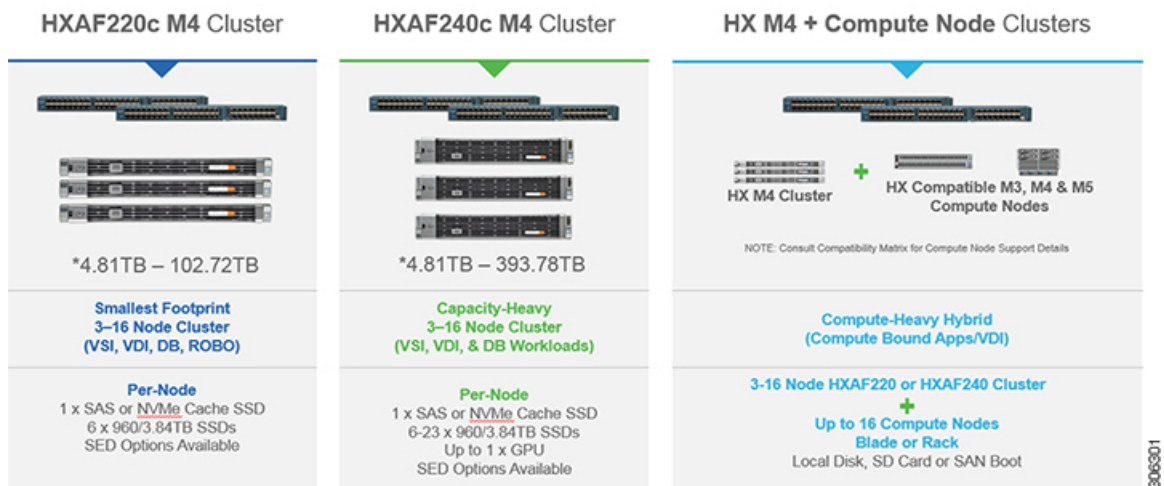 HXAF220c M4 Cluster
*4.81TB – 102.72TB
Smallest Footprint
3–16 Node Cluster
(VSI, VDI, DB, ROBO)
Per-Node
1 x SAS or NVMe Cache SSD
6 x 960/3.84TB SSDs
SED Options Available
HXAF240c M4 Cluster
*4.81TB – 393.78TB
Capacity-Heavy
3–16 Node Cluster
(VSI, VDI, & DB Workloads)
Per-Node
1 x SAS or NVMe Cache SSD
6-23 x 960/3.84TB SSDs
Up to 1 x GPU
SED Options Available
HX M4 + Compute Node Clusters
HX M4 Cluster
+
HX Compatible M3, M4 & M5
Compute Nodes
NOTE: Consult Compatibility Matrix for Compute Node Support Details
Compute-Heavy Hybrid
(Compute Bound Apps/VDI)
3-16 Node HXAF220 or HXAF240 Cluster
+
Up to 16 Compute Nodes
Blade or Rack
Local Disk, SD Card or SAN Boot
306301